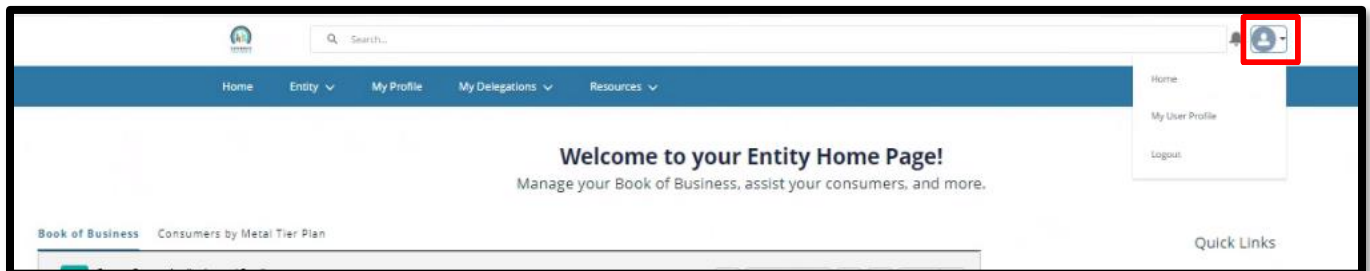 Search...
Home Entity My Profile My Delegations Resources
Home
My User Profile
Logout
Welcome to your Entity Home Page!
Manage your Book of Business, assist your consumers, and more.
Book of Business Consumers by Metal Tier Plan
Quick Links